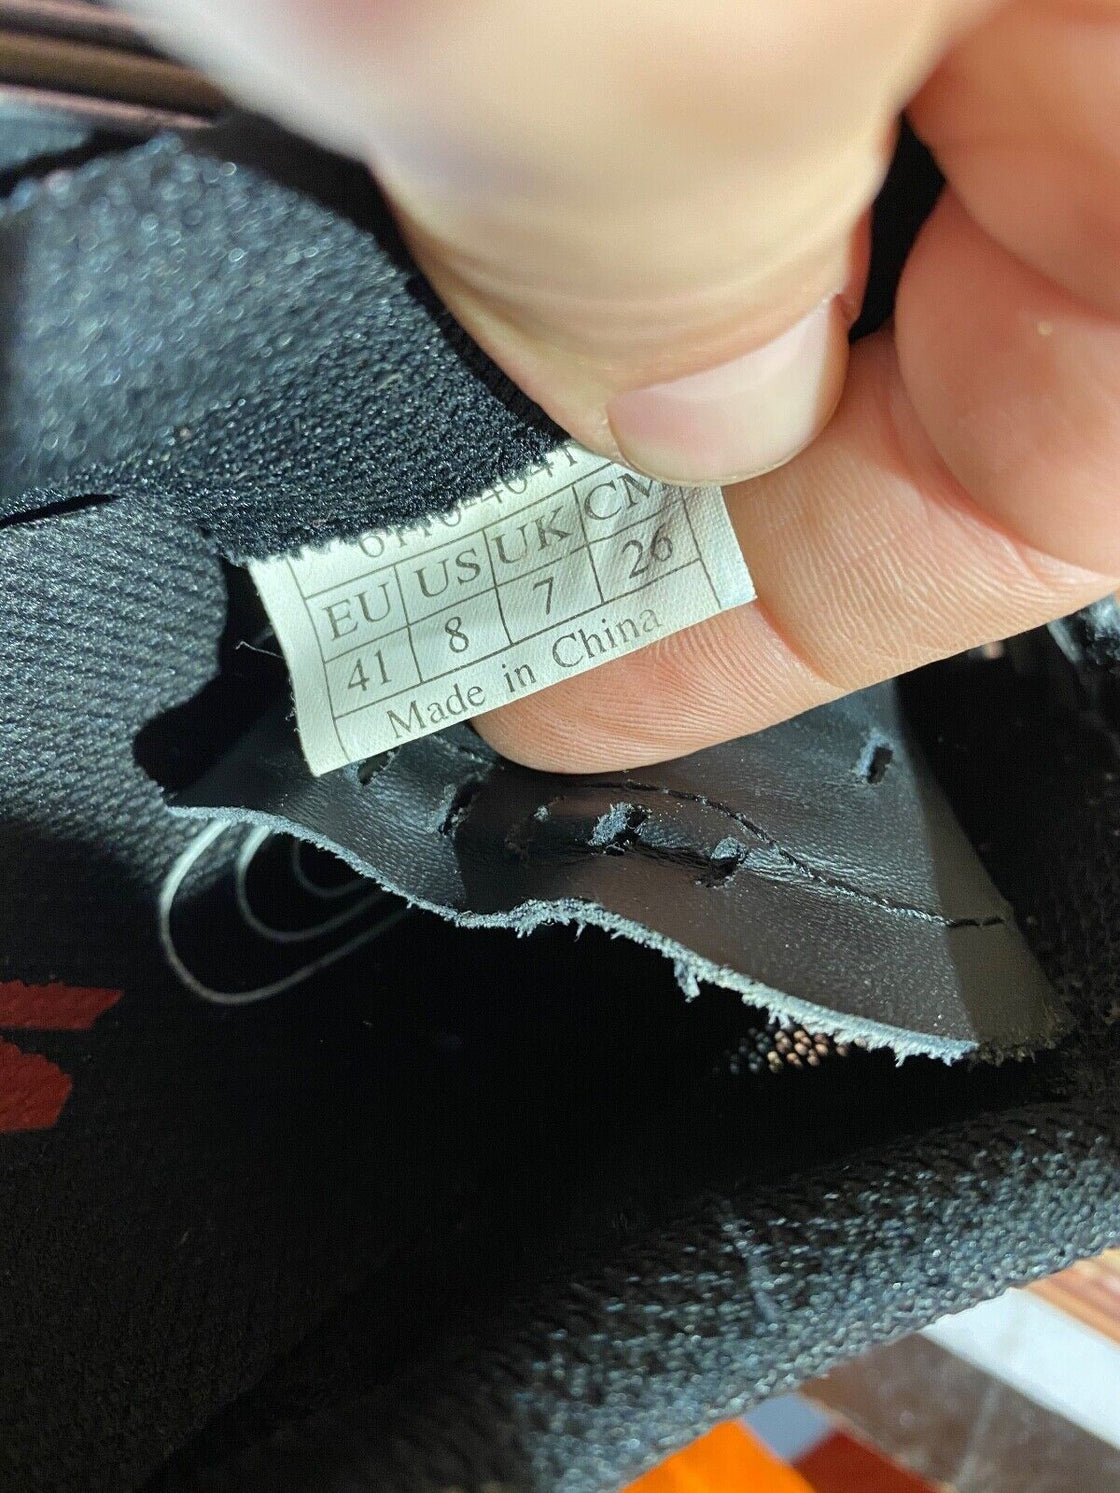 EU US UK CM
41 8 7 26
Made in China